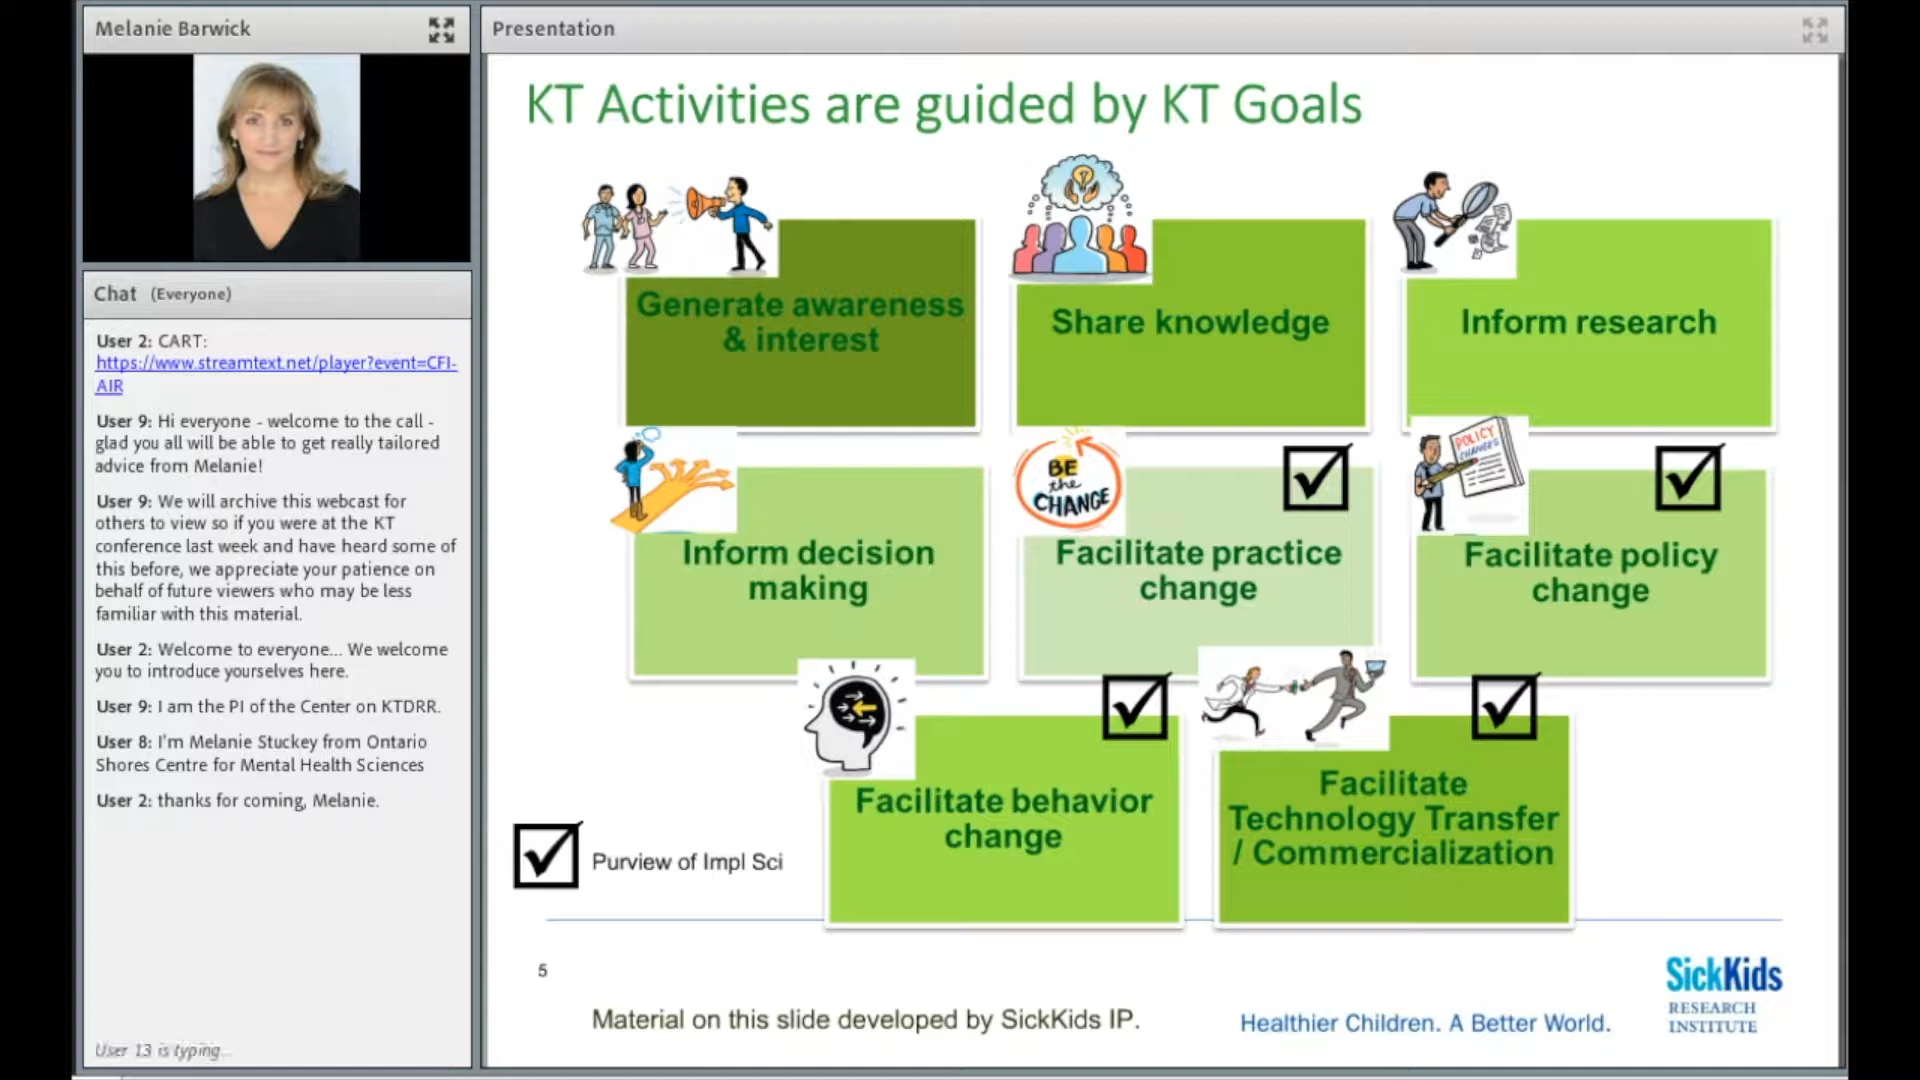 Melanie Barwick
Chat (Everyone)
User 2: CART:
https://www.streamtext.net/player?event=CFI-
AIR
User 9: Hi everyone - welcome to the call -
glad you all will be able to get really tailored
advice from Melanie!
User 9: We will archive this webcast for
others to view so if you were at the KT
conference last week and have heard some of
this before, we appreciate your patience on
behalf of future viewers who may be less
familiar with this material.
User 2: Welcome to everyone... We welcome
you to introduce yourselves here.
User 9: I am the PI of the Center on KTDRR.
User 8: I'm Melanie Stuckey from Ontario
Shores Centre for Mental Health Sciences
User 2: thanks for coming, Melanie.
User 13 is typing...
Presentation
KT Activities are guided by KT Goals
Generate awareness
& interest
Share knowledge
Inform research
Inform decision
making
BE
the
CHANGE
Facilitate practice
change
POLICY
CHANGES
Facilitate policy
change
Facilitate behavior
change
Facilitate
Technology Transfer
/ Commercialization
Purview of Impl Sci
5
Material on this slide developed by SickKids IP.
Healthier Children. A Better World.
SickKids
RESEARCH
INSTITUTE